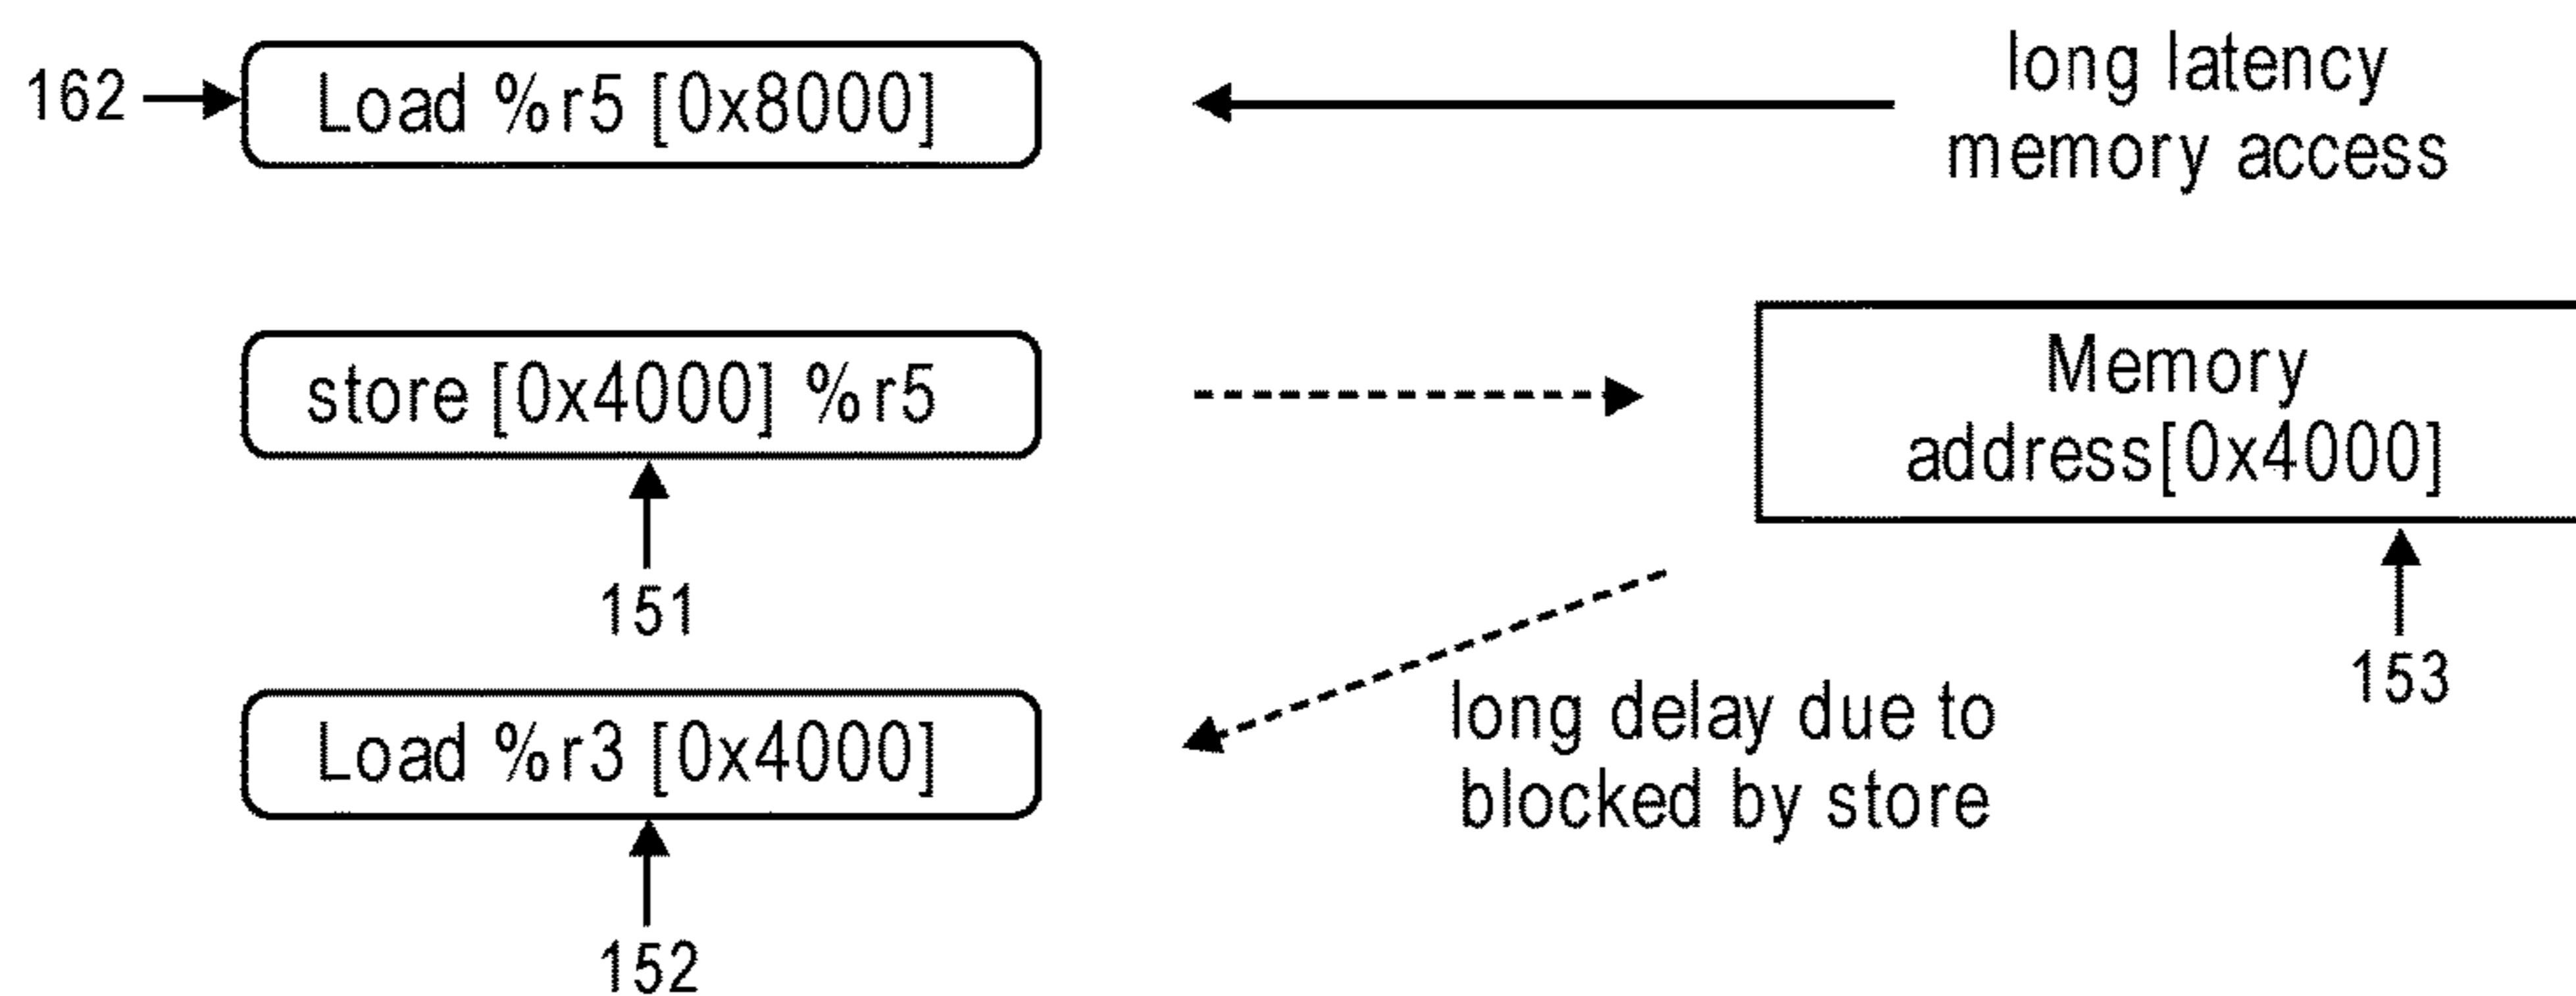 162
Load %r5 [0x8000]
long latency
memory access
store [0x4000] %r5
Memory
address[0x4000]
151
153
Load %r3 [0x4000]
long delay due to
blocked by store
152